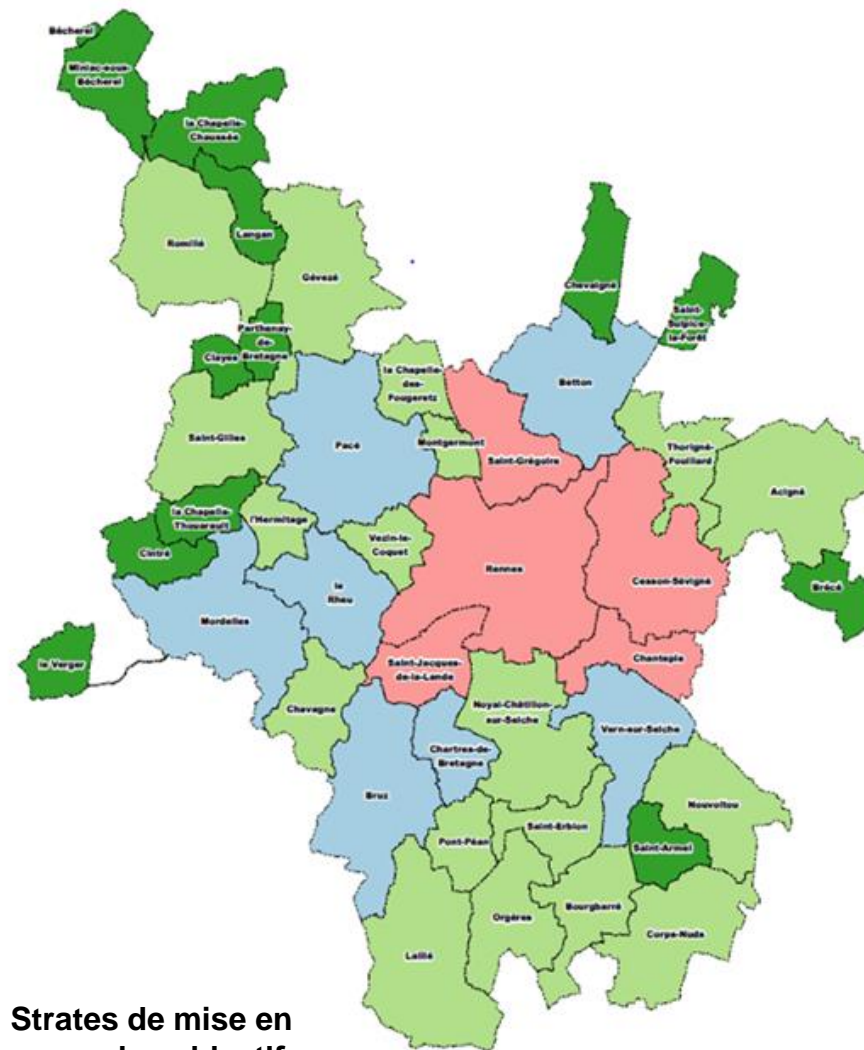 Bécherel
Miniac-sous-
Bécherel
la Chapelle-
Chaussée
Langan
Romillé
Gévezé
Chevaigné
Saint-
Sulpice-
la-Forêt
Parthenay-
de-
Bretagne
Clayes
la Chapelle-
des-
Fougeretz
Betton
Saint-Gilles
Pacé
Montgermont
Saint-Grégoire
Thorigné-
Fouillard
Acigné
la Chapelle-
Thouarault
l'Hermitage
Cintré
Vezin-le-
Coquet
Rennes
Cesson-Sévigné
Brécé
le
Rheu
Mordelles
le Verger
Saint-Jacques-
de-la-Lande
Chantepie
Chavagne
Noyal-Châtillon-
sur-Seiche
Vern-sur-Seiche
Chartres-de-
Bretagne
Bruz
Nouvoitou
Pont-Péan
Saint-Erblon
Saint-Armel
Orgères
Bourgbarré
Corps-Nuds
Laillé
Strates de mise en